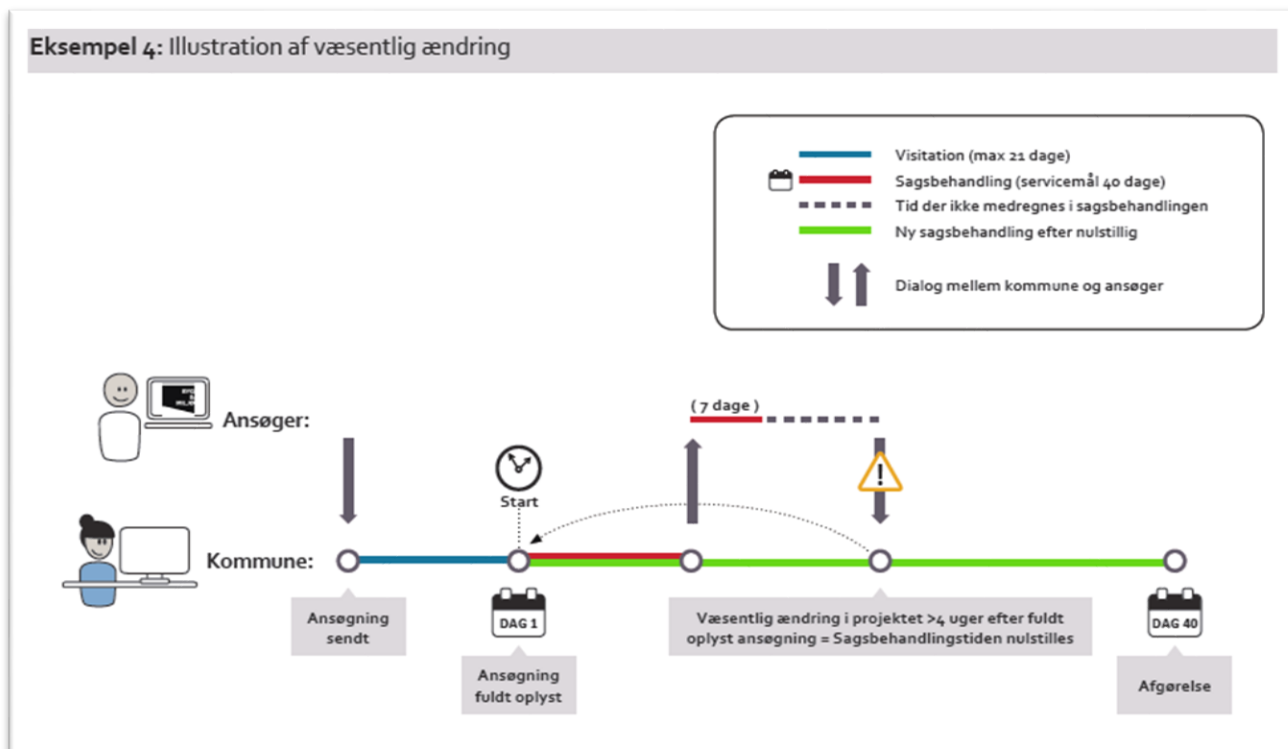 Eksempel 4: Illustration af væsentlig ændring
Visitation (max 21 dage)
Sagsbehandling (servicemål 40 dage)
Tid der ikke medregnes i sagsbehandlingen
Ny sagsbehandling efter nulstillig
Dialog mellem kommune og ansøger
( 7 dage )
Ansøger:
Start
Kommune:
Ansøgning
sendt
DAG 1
Ansøgning
fuldt oplyst
Væsentlig ændring i projektet >4 uger efter fuldt
oplyst ansøgning = Sagsbehandlingstiden nulstilles
DAG 40
Afgørelse